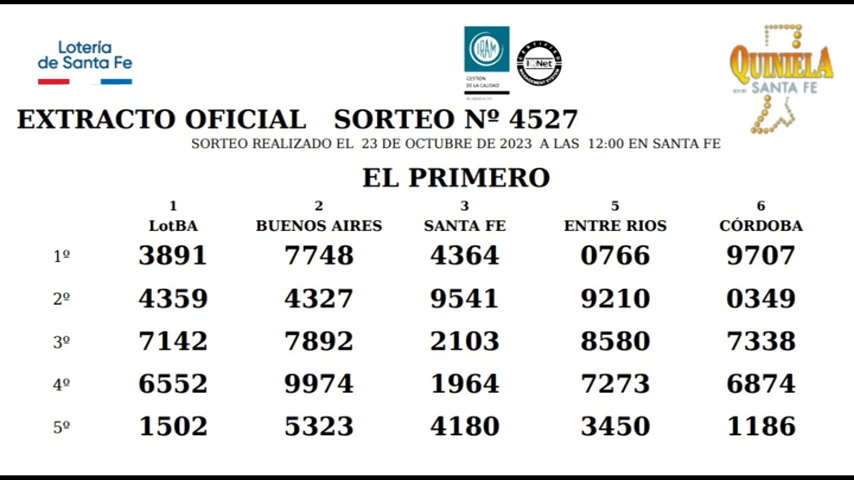 Lotería
de Santa Fe
IRAM
GESTION
DE LA CALIDAD
IQNet
QUINIELA
SANTA FE
EXTRACTO OFICIAL SORTEO Nº 4527
SORTEO REALIZADO EL 23 DE OCTUBRE DE 2023 A LAS 12:00 EN SANTA FE
EL PRIMERO
1 2 3 5 6
LotBA BUENOS AIRES SANTA FE ENTRE RIOS CÓRDOBA
1º 3891 7748 4364 0766 9707
2º 4359 4327 9541 9210 0349
3º 7142 7892 2103 8580 7338
4º 6552 9974 1964 7273 6874
5º 1502 5323 4180 3450 1186